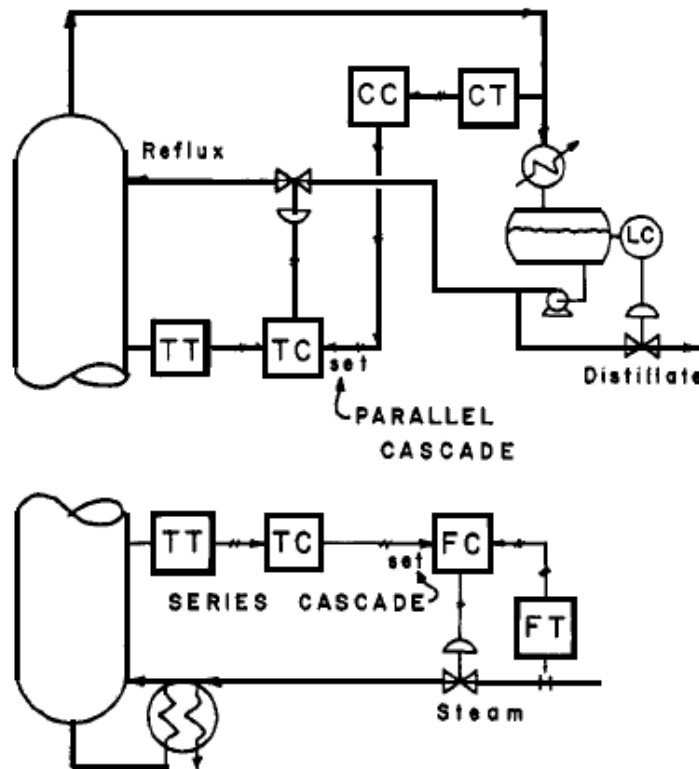 CC
CT
Reflux
LC
TT
TC
set
Distillate
PARALLEL
CASCADE
TT
TC
FC
set
SERIES CASCADE
FT
Steam